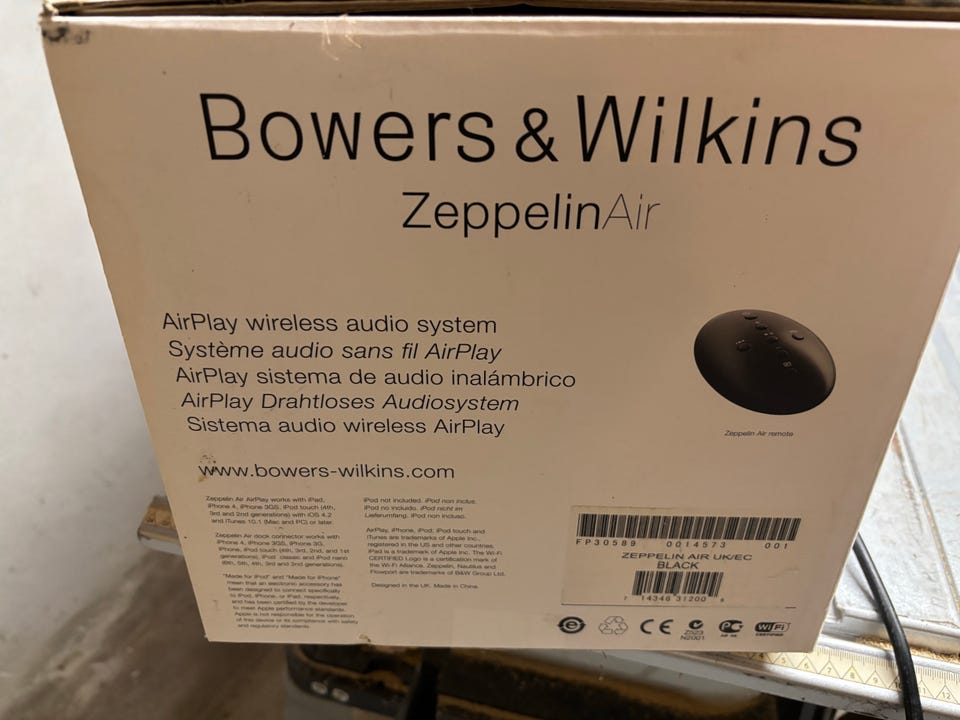 Bowers & Wilkins
ZeppelinAir
AirPlay wireless audio system
Système audio sans fil AirPlay
AirPlay sistema de audio inalámbrico
AirPlay Drahtloses Audiosystem
Sistema audio wireless AirPlay
www.bowers-wilkins.com
Zeppelin Air remote
Zeppelin Air AirPlay works with iPad,
iPhone 4, iPhone 3GS, iPod touch (4th,
3rd and 2nd generations) with iOS 4.2
and iTunes 10.1 (Mac and PC) or later.
Zeppelin Air dock connector works with
iPhone 4, iPhone 3GS, iPhone 3G,
iPhone, iPod touch (4th, 3rd, 2nd, and 1st
generations), iPod classic and iPod nano
(6th, 5th, 4th, 3rd and 2nd generations).
"Made for iPod" and "Made for iPhone"
mean that an electronic accessory has
been designed to connect specifically
to iPod, iPhone, or iPad, respectively,
and has been certified by the developer
to meet Apple performance standards.
Apple is not responsible for the operation
of this device or its compliance with safety
and regulatory standards.
iPod not included. iPod non inclus.
iPod no incluido. iPod nicht im
Lieferumfang. iPod non incluso.
AirPlay, iPhone, iPod, iPod touch and
iTunes are trademarks of Apple Inc.,
registered in the US and other countries.
iPad is a trademark of Apple Inc. The Wi-Fi
CERTIFIED Logo is a certification mark of
the Wi-Fi Alliance. Zeppelin, Nautilus and
Flowport are trademarks of B&W Group Ltd.
Designed in the UK. Made in China.
FP30589 0014573 001
ZEPPELIN AIR UK/EC
BLACK
7 14346 31200
CE
Z523
N2001
Wi Fi
CERTIFIED